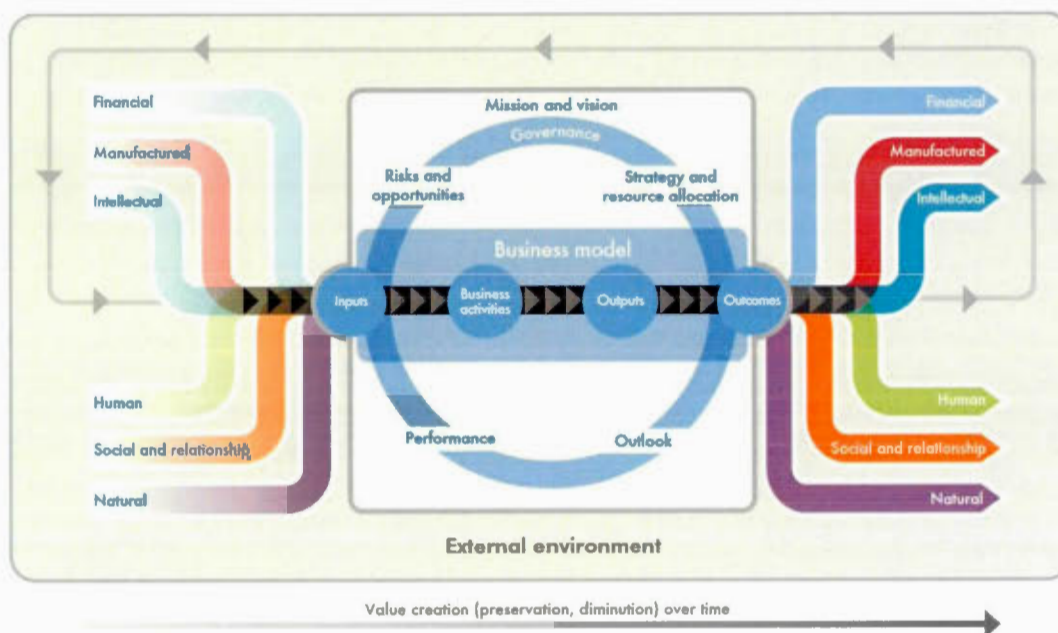 Financial
Manufactured
Intellectual
Human
Social and relationship
Natural
Mission and vision
Governance
Risks and
opportunities
Strategy and
resource allocation
Business model
Inputs
Business
activities
Outputs
Outcomes
Performance
Outlook
Financial
Manufactured
Intellectual
Human
Social and relationship
Natural
External environment
Value creation (preservation, diminution) over time